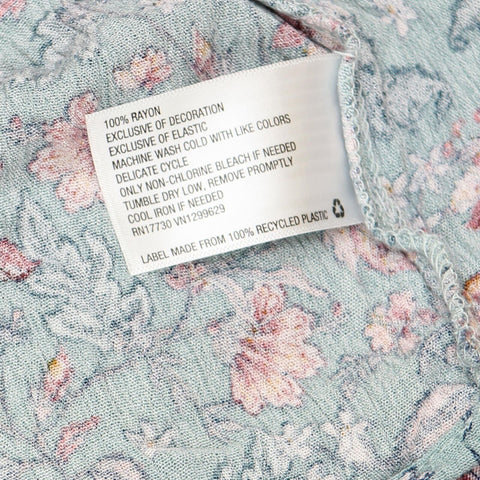 100% RAYON
EXCLUSIVE OF DECORATION
EXCLUSIVE OF ELASTIC
MACHINE WASH COLD WITH LIKE COLORS
DELICATE CYCLE
ONLY NON-CHLORINE BLEACH IF NEEDED
TUMBLE DRY LOW, REMOVE PROMPTLY
COOL IRON IF NEEDED
RN17730 VN1299629
LABEL MADE FROM 100% RECYCLED PLASTIC